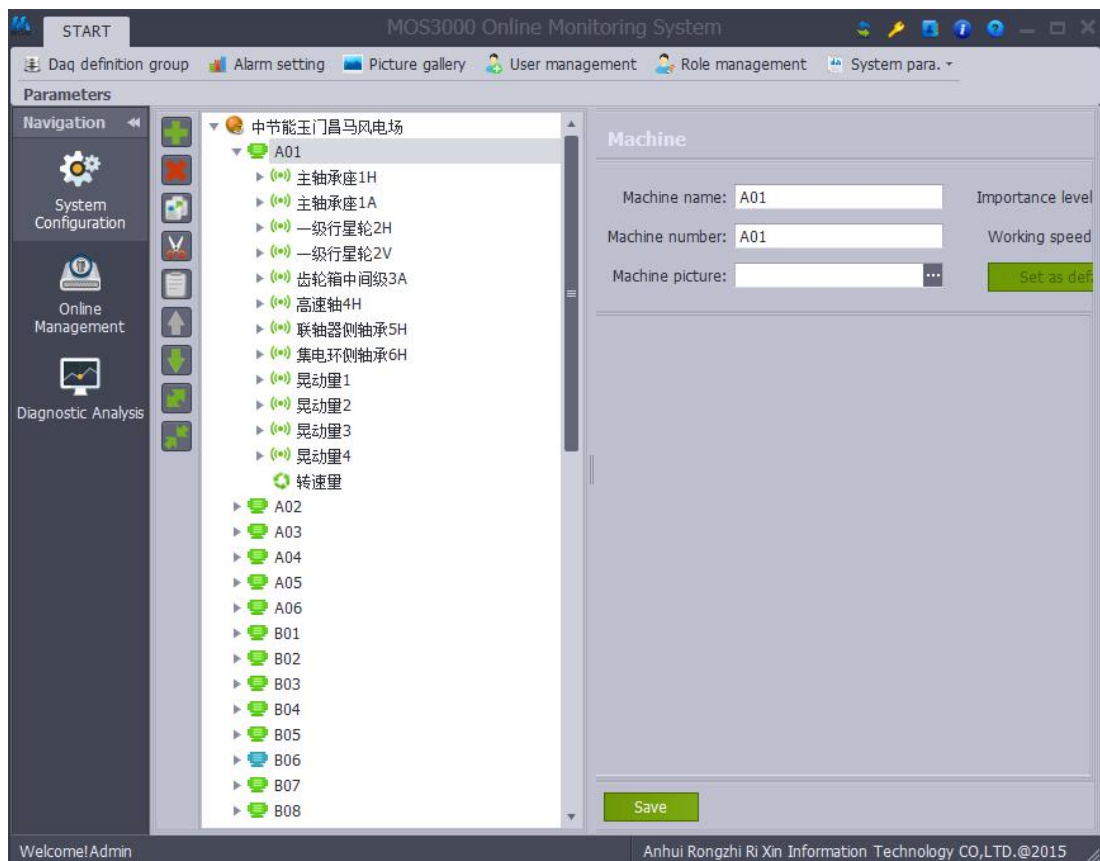 START
MOS3000 Online Monitoring System
Daq definition group Alarm setting Picture gallery User management Role management System para.
Parameters
Navigation
System Configuration
Online Management
Diagnostic Analysis
中节能玉门昌马风电场
A01
主轴承座1H
主轴承座1A
一级行星轮2H
一级行星轮2V
齿轮箱中间级3A
高速轴4H
联轴器侧轴承5H
集电环侧轴承6H
晃动量1
晃动量2
晃动量3
晃动量4
转速量
A02
A03
A04
A05
A06
B01
B02
B03
B04
B05
B06
B07
B08
Machine
Machine name: A01 Importance level
Machine number: A01 Working speed
Machine picture: ... Set as defa
Save
Welcome!Admin
Anhui Rongzhi Ri Xin Information Technology CO,LTD.@2015